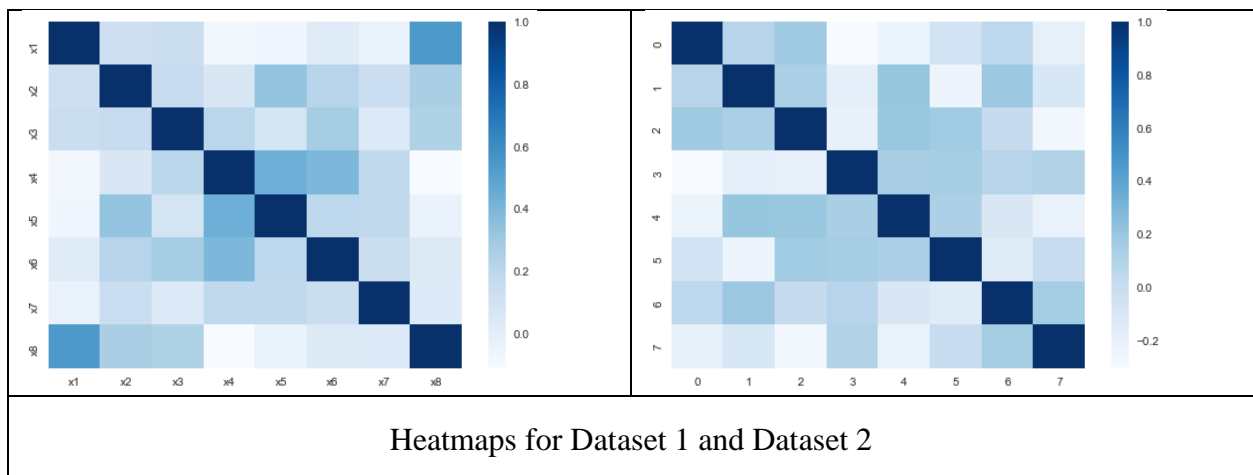 x1
x2
x3
x4
x5
x6
x7
x8
x1 x2 x3 x4 x5 x6 x7 x8
1.0
0.8
0.6
0.4
0.2
0.0
0
1
2
3
4
5
6
7
0 1 2 3 4 5 6 7
1.0
0.8
0.6
0.4
0.2
0.0
−0.2
Heatmaps for Dataset 1 and Dataset 2